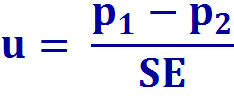 u = p₁ − p₂ / SE